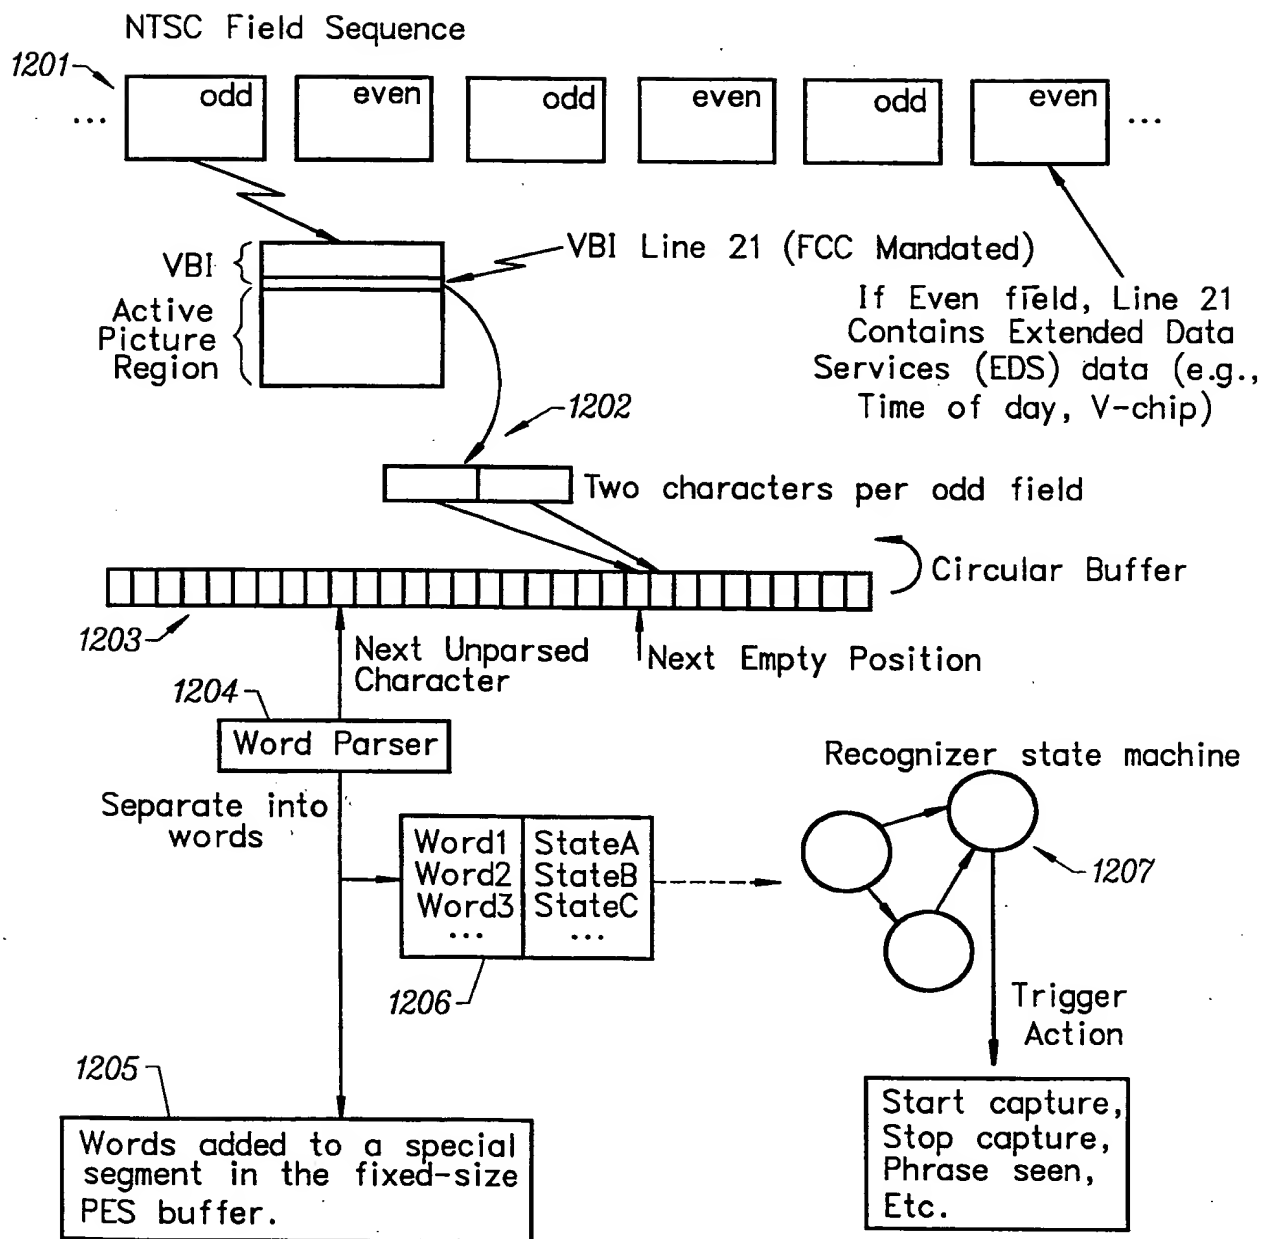 NTSC Field Sequence
1201
odd even odd even odd even
... ...
VBI
VBI Line 21 (FCC Mandated)
Active
Picture
Region
If Even field, Line 21
Contains Extended Data
Services (EDS) data (e.g.,
Time of day, V-chip)
1202
Two characters per odd field
Circular Buffer
1203
Next Unparsed
Character
Next Empty Position
1204
Word Parser
Recognizer state machine
Separate into
words
Word1 StateA
Word2 StateB
Word3 StateC
... ...
1207
1206
Trigger
Action
1205
Words added to a special
segment in the fixed-size
PES buffer.
Start capture,
Stop capture,
Phrase seen,
Etc.